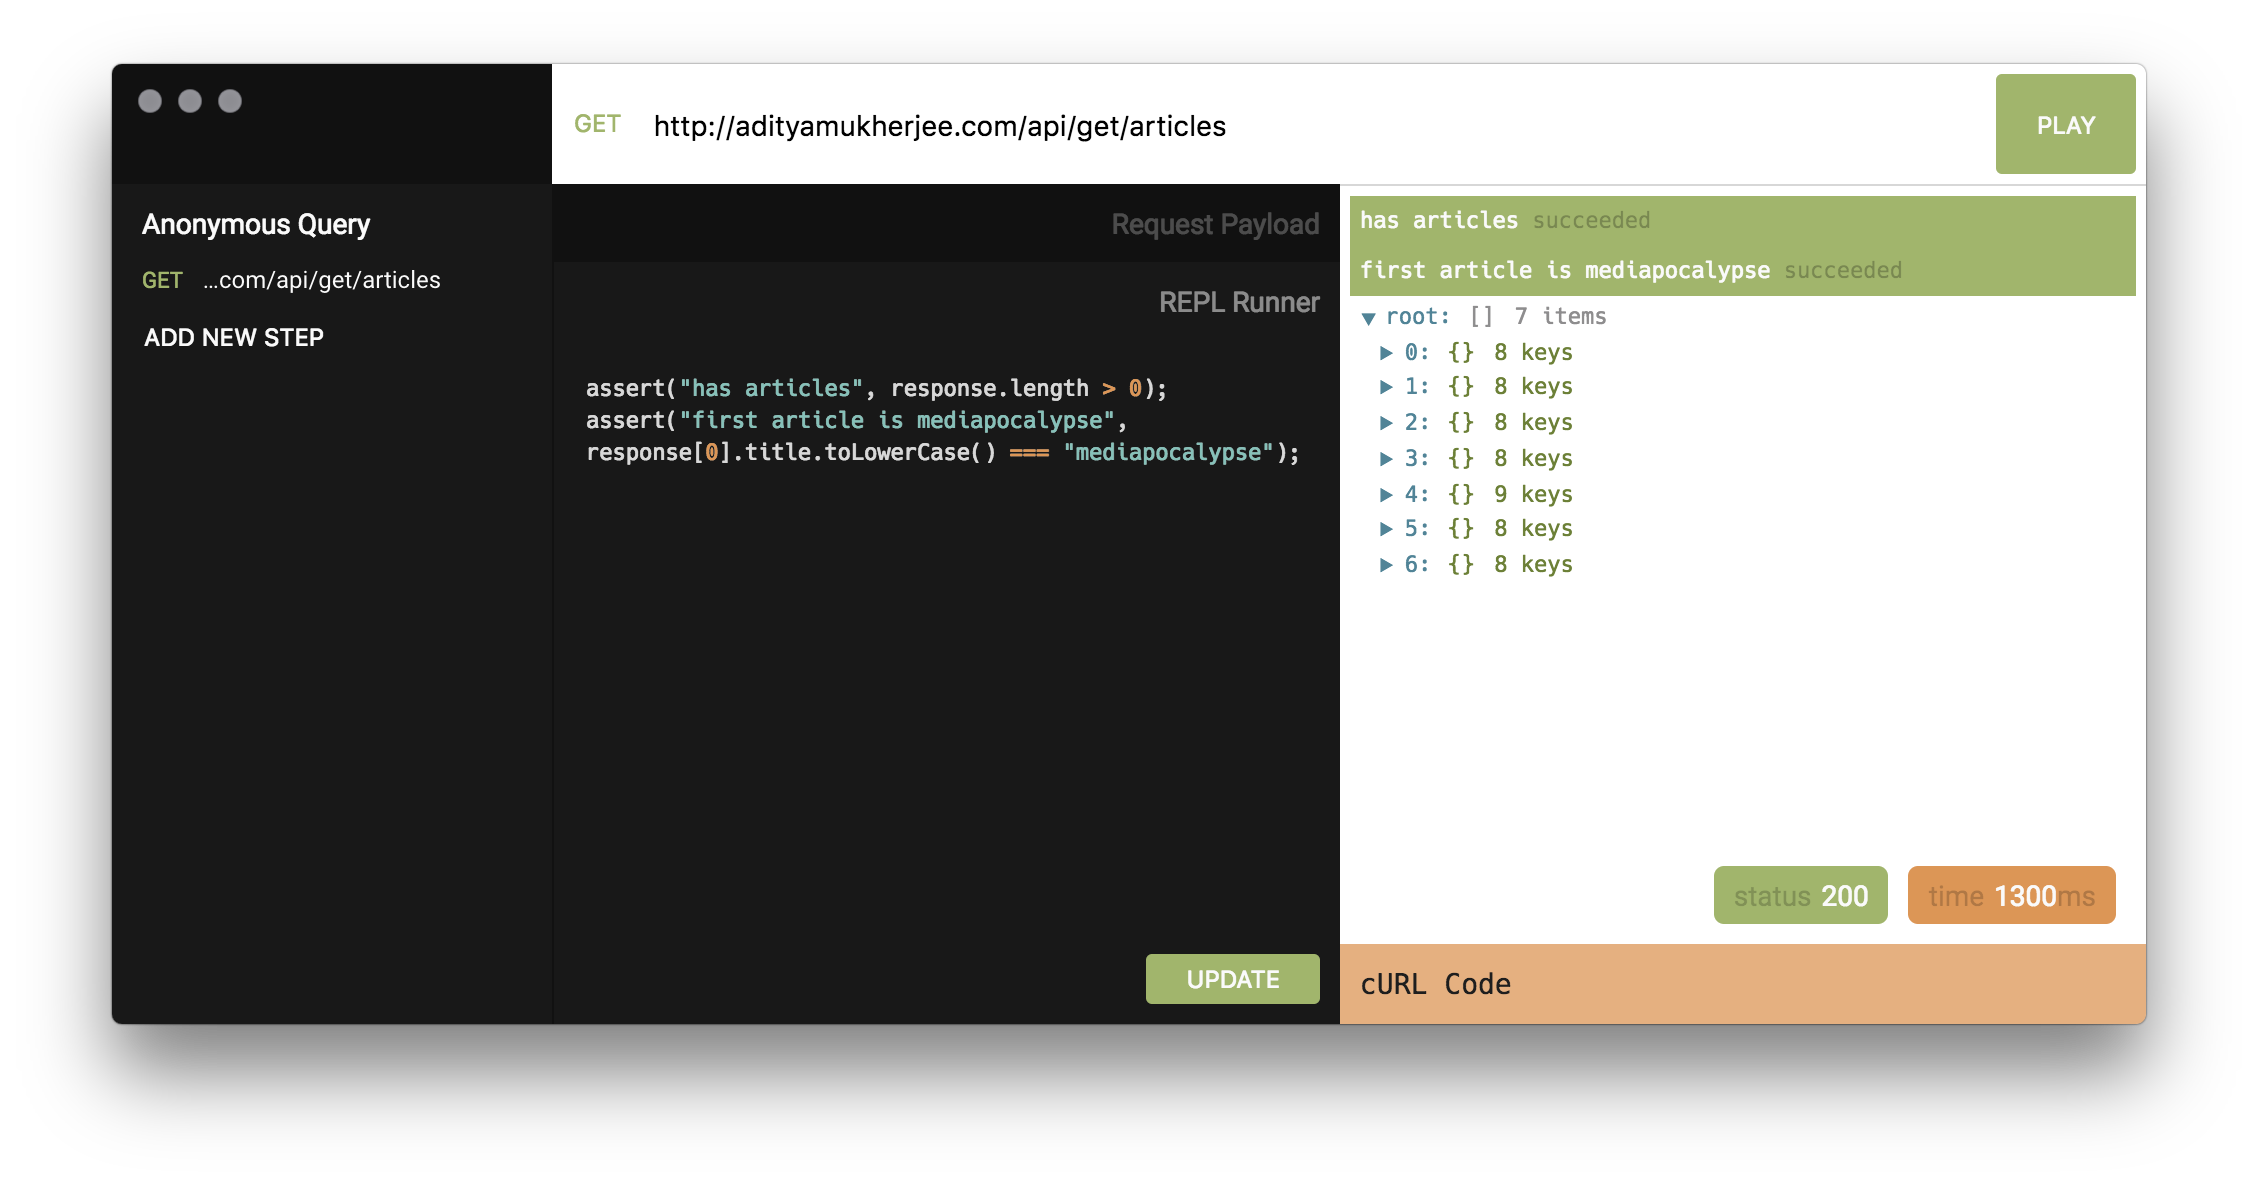 GET http://adityamukherjee.com/api/get/articles
PLAY
Anonymous Query
GET ...com/api/get/articles
ADD NEW STEP
Request Payload
REPL Runner
assert("has articles", response.length > 0);
assert("first article is mediapocalypse",
response[0].title.toLowerCase() === "mediapocalypse");
UPDATE
has articles succeeded
first article is mediapocalypse succeeded
▼ root: [] 7 items
▶ 0: {} 8 keys
▶ 1: {} 8 keys
▶ 2: {} 8 keys
▶ 3: {} 8 keys
▶ 4: {} 9 keys
▶ 5: {} 8 keys
▶ 6: {} 8 keys
status 200
time 1300ms
cURL Code